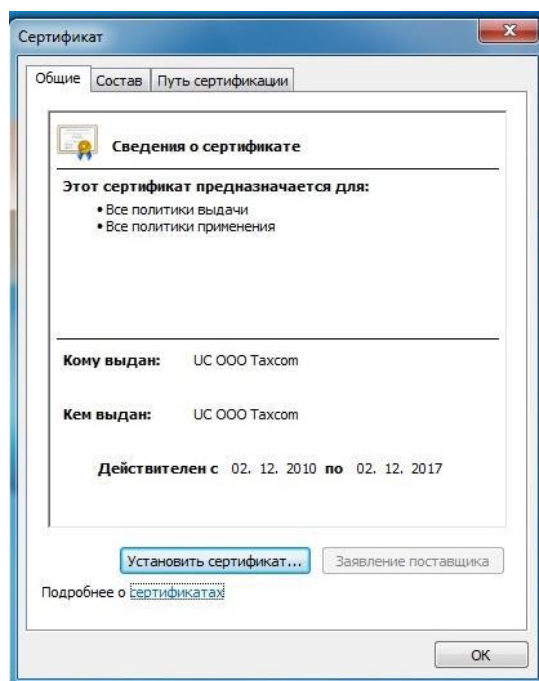 Сертификат
Общие Состав Путь сертификации
Сведения о сертификате
Этот сертификат предназначается для:
• Все политики выдачи
• Все политики применения
Кому выдан: UC OOO Taxcom
Кем выдан: UC OOO Taxcom
Действителен с 02. 12. 2010 по 02. 12. 2017
Установить сертификат... Заявление поставщика
Подробнее о сертификатах
OK